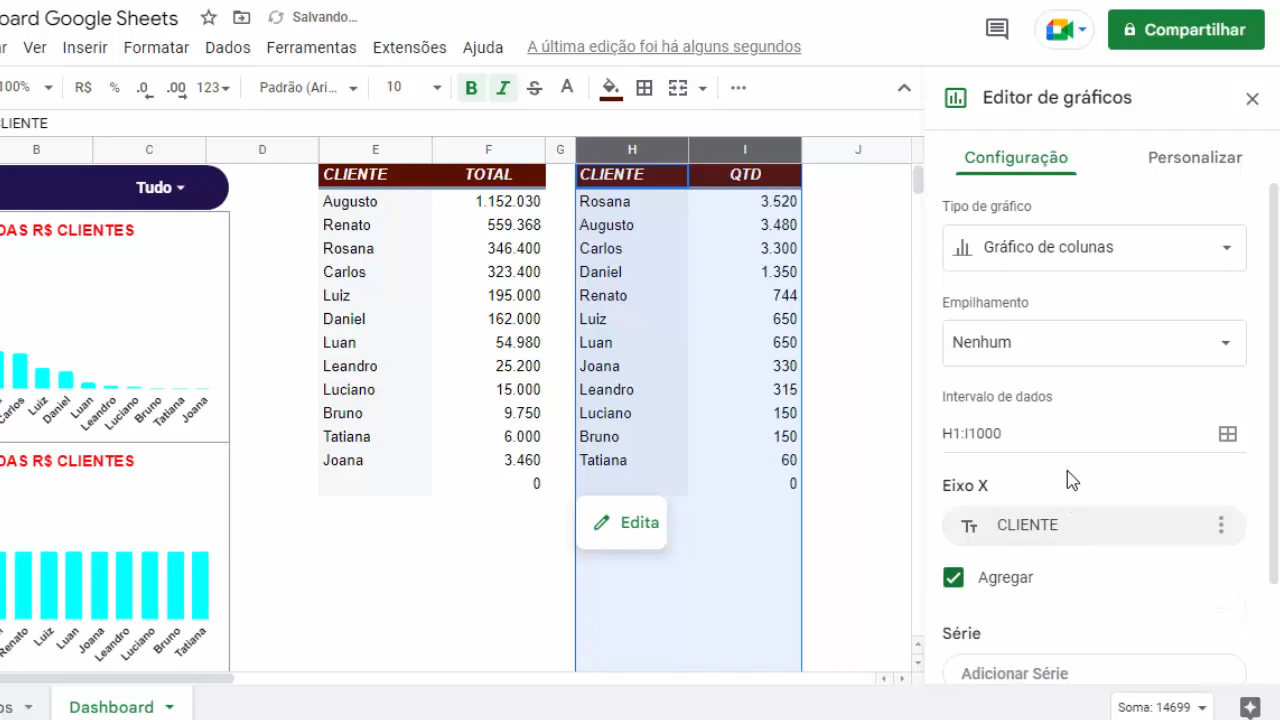 oard Google Sheets
Salvando...
Compartilhar
Ver Inserir Formatar Dados Ferramentas Extensões Ajuda A última edição foi há alguns segundos
100% R$ % .0 .00 123 Padrão (Ari... 10 B I S A
CLIENTE
Editor de gráficos
B C D E F G H I J
Configuração Personalizar
Tudo
CLIENTE TOTAL CLIENTE QTD
Augusto 1.152.030 Rosana 3.520
Renato 559.368 Augusto 3.480
Rosana 346.400 Carlos 3.300
Carlos 323.400 Daniel 1.350
Luiz 195.000 Renato 744
Daniel 162.000 Luiz 650
Luan 54.980 Luan 650
Leandro 25.200 Joana 330
Luciano 15.000 Leandro 315
Bruno 9.750 Luciano 150
Tatiana 6.000 Bruno 150
Joana 3.460 Tatiana 60
0 0
Edita
DAS R$ CLIENTES
Carlos Luiz Daniel Luan Leandro Luciano Bruno Tatiana Joana
DAS R$ CLIENTES
Renato Luiz Luan Joana Leandro Luciano Bruno Tatiana
Tipo de gráfico
Gráfico de colunas
Empilhamento
Nenhum
Intervalo de dados
H1:I1000
Eixo X
Tт CLIENTE
Agregar
Série
Adicionar Série
os Dashboard
Soma: 14699